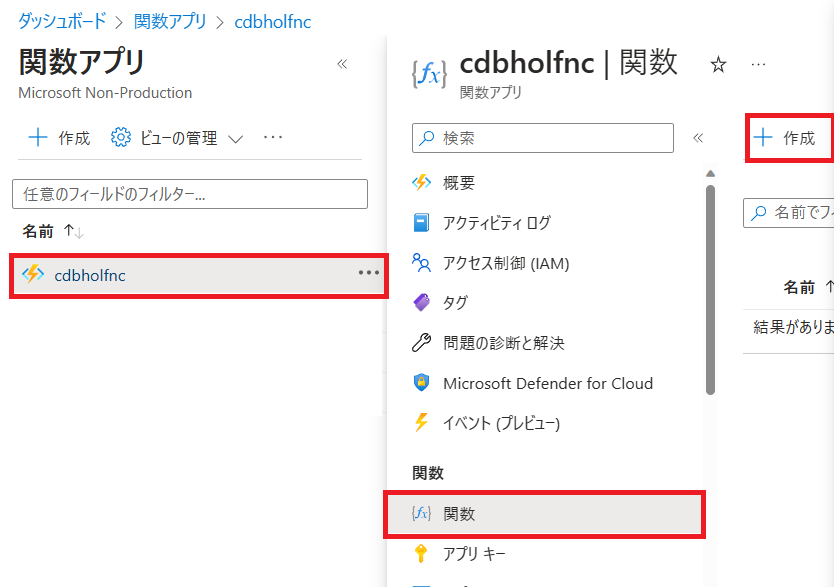 ダッシュボード > 関数アプリ > cdbholfnc
関数アプリ
Microsoft Non-Production
作成 ビューの管理
任意のフィールドのフィルター...
名前
cdbholfnc
cdbholfnc | 関数
関数アプリ
検索
概要
アクティビティ ログ
アクセス制御 (IAM)
タグ
問題の診断と解決
Microsoft Defender for Cloud
イベント (プレビュー)
関数
関数
アプリ キー
作成
名前でフィ
名前
結果がありま